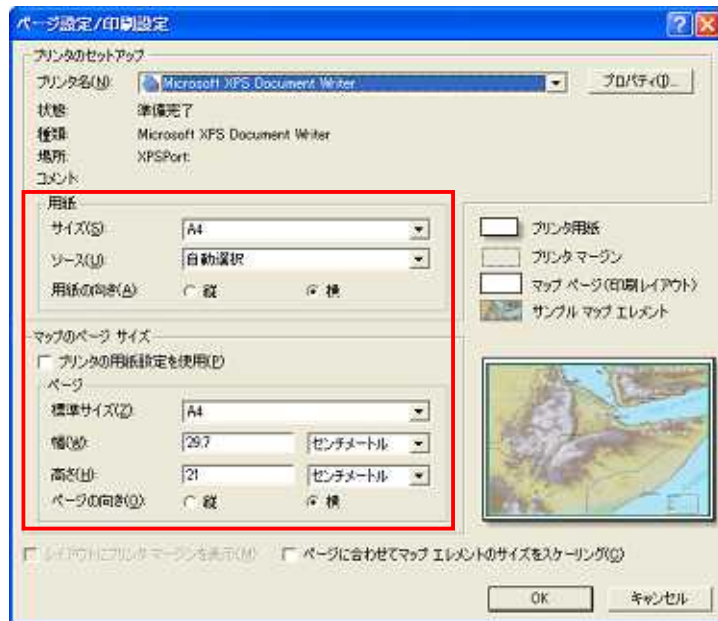 ページ設定/印刷設定
プリンタのセットアップ
プリンタ名(N): Microsoft XPS Document Writer プロパティ(I)...
状態: 準備完了
種類: Microsoft XPS Document Writer
場所: XPSPort:
コメント:
用紙
サイズ(S): A4
ソース(U): 自動選択
用紙の向き(A): 縦 横
プリンタ用紙
プリンタ マージン
マップ ページ(印刷レイアウト)
サンプル マップ エレメント
マップのページ サイズ
プリンタの用紙設定を使用(P)
ページ
標準サイズ(Z): A4
幅(W): 29.7 センチメートル
高さ(H): 21 センチメートル
ページの向き(O): 縦 横
レイアウトにプリンタ マージンを表示(M)
ページに合わせてマップ エレメントのサイズをスケーリング(C)
OK キャンセル